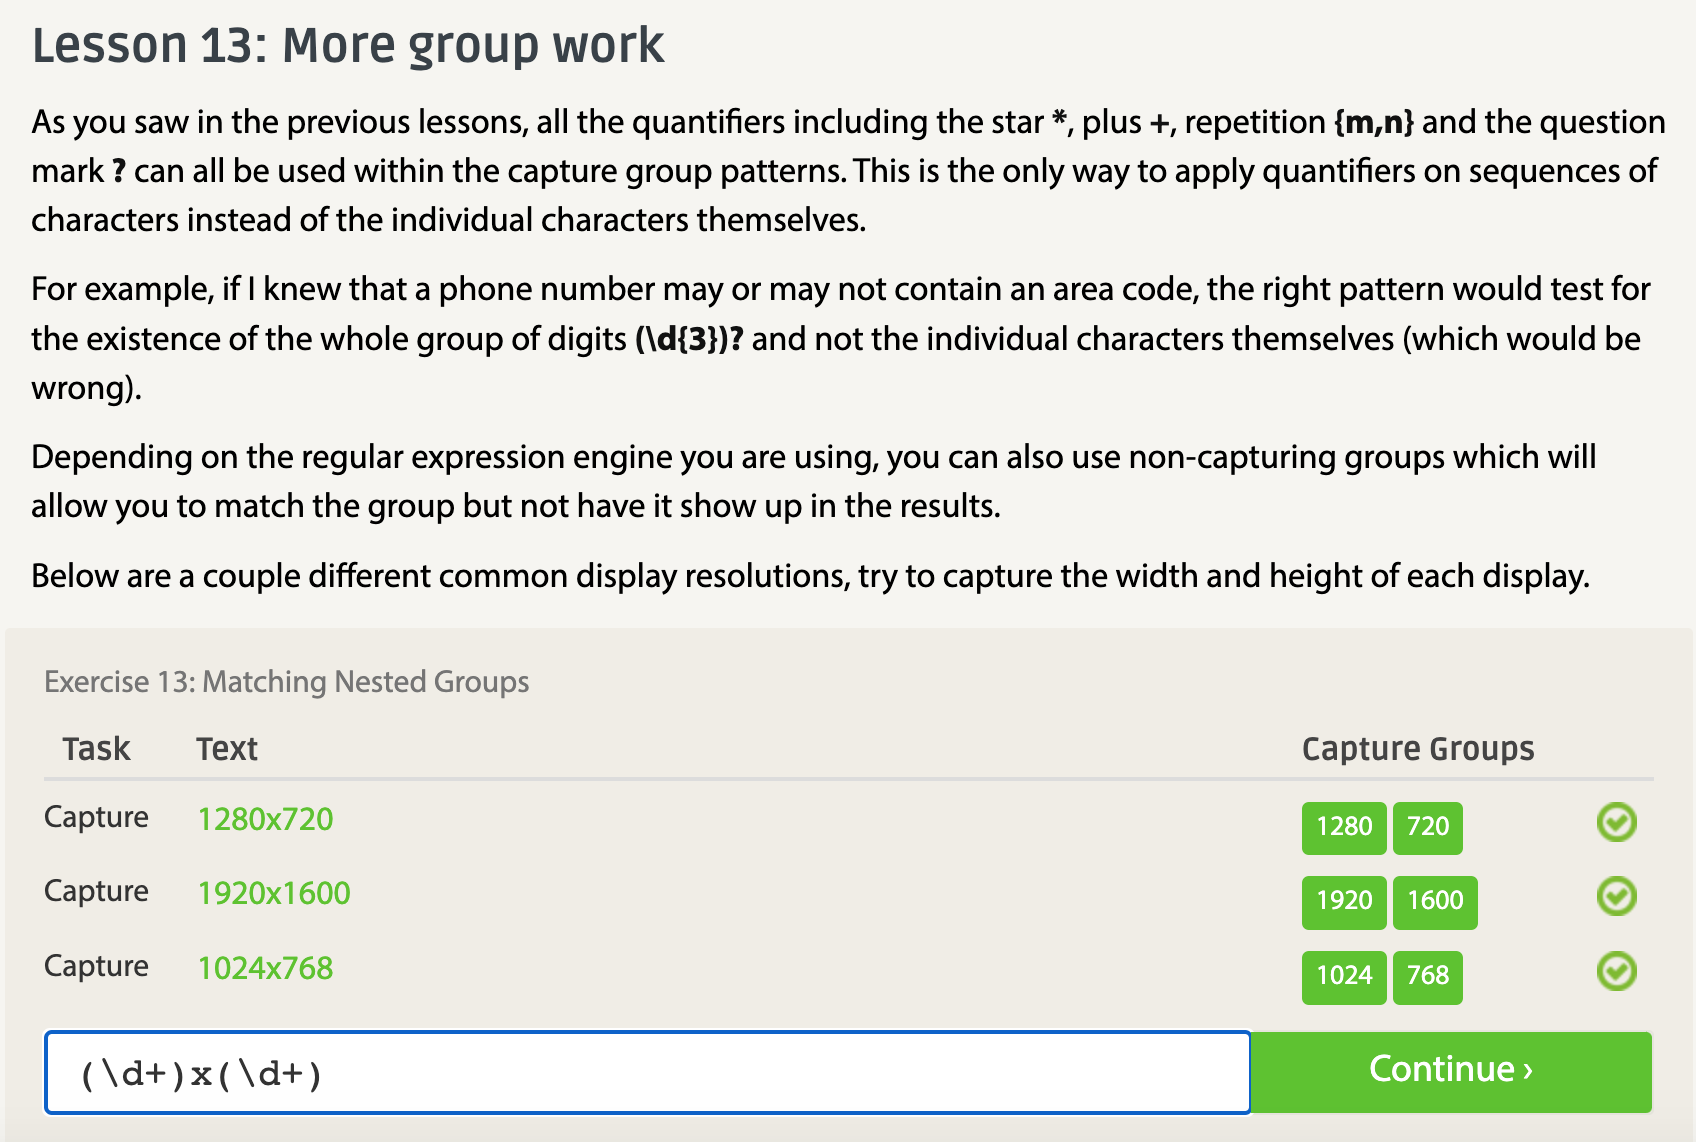 Lesson 13: More group work
As you saw in the previous lessons, all the quantifiers including the star *, plus +, repetition {m,n} and the question
mark ? can all be used within the capture group patterns. This is the only way to apply quantifiers on sequences of
characters instead of the individual characters themselves.
For example, if I knew that a phone number may or may not contain an area code, the right pattern would test for
the existence of the whole group of digits (\d{3})? and not the individual characters themselves (which would be
wrong).
Depending on the regular expression engine you are using, you can also use non-capturing groups which will
allow you to match the group but not have it show up in the results.
Below are a couple different common display resolutions, try to capture the width and height of each display.
Exercise 13: Matching Nested Groups
Task Text Capture Groups
Capture 1280x720 1280 720
Capture 1920x1600 1920 1600
Capture 1024x768 1024 768
(\d+)x(\d+) Continue ›